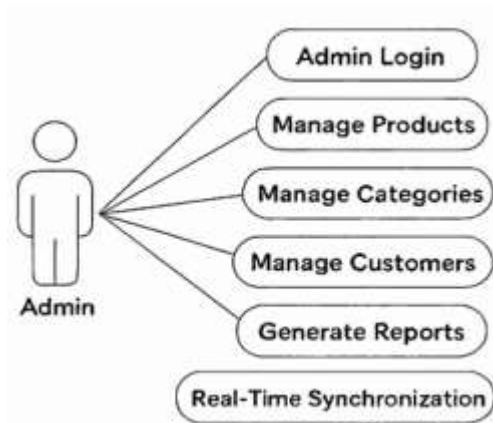 Admin Login
Manage Products
Manage Categories
Manage Customers
Admin
Generate Reports
Real-Time Synchronization